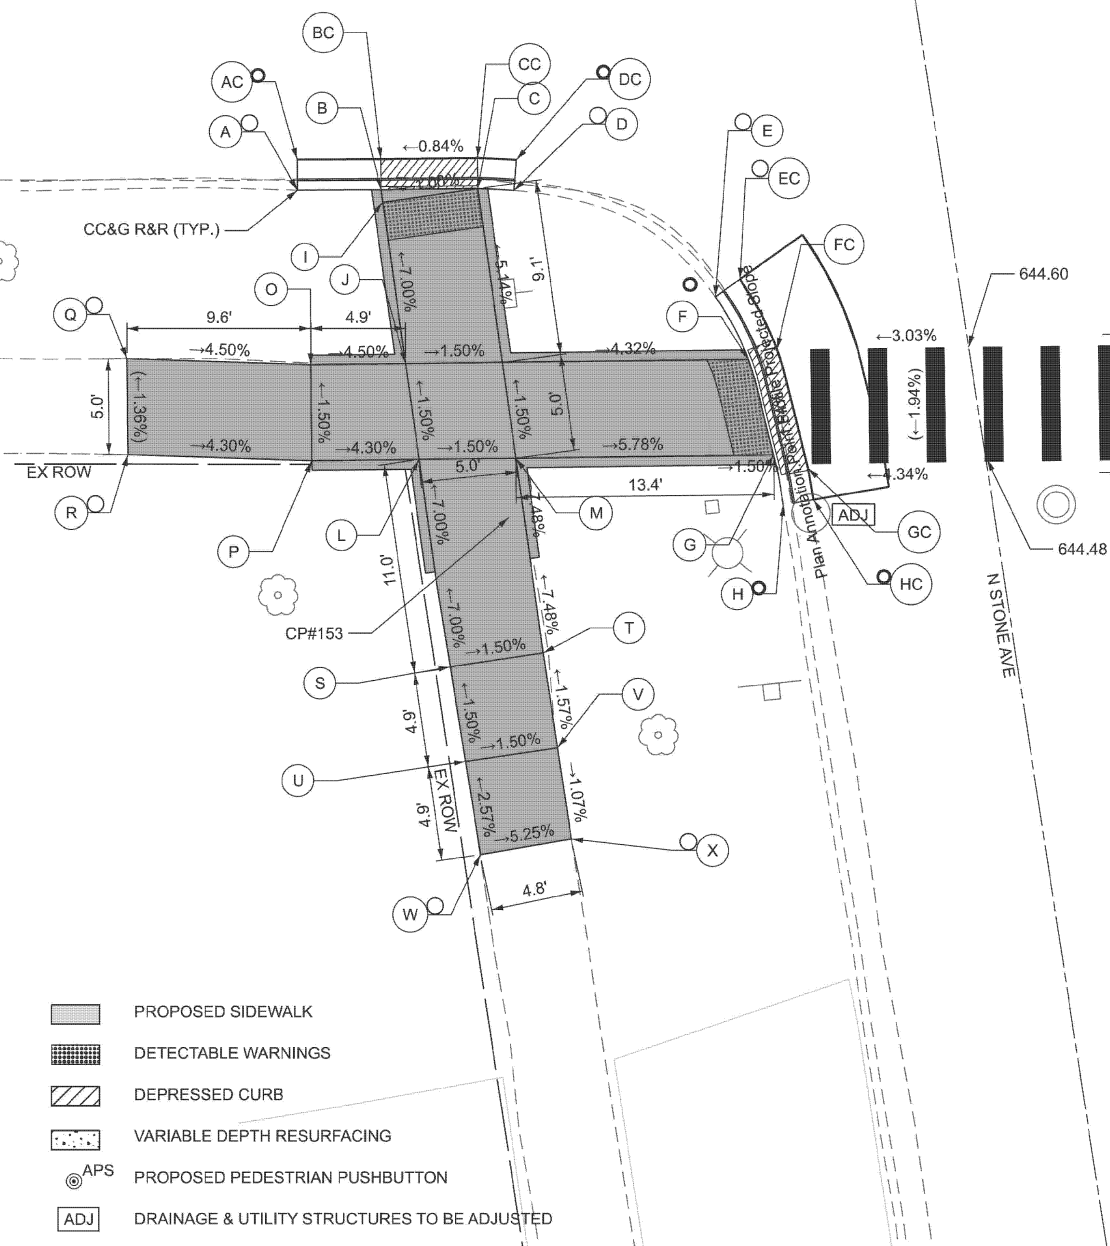 BC
CC
AC
DC
B
C
A
D
E
←0.84%
EC
CC&G R&R (TYP.)
I
FC
J
←7.00%
←5.14%
9.1'
644.60
O
Q
F
9.6'
4.9'
→4.50%
→4.50%
→1.50%
→4.32%
←3.03%
5.0'
(←1.36%)
←1.50%
←1.50%
←1.50%
5.0'
(←1.94%)
→4.30%
→4.30%
→1.50%
→5.78%
→1.50%
←4.34%
EX ROW
5.0'
13.4'
R
L
M
ADJ
P
G
GC
644.48
←7.00%
7.48%
Plan Annotation
Projected Slope
11.0'
H
HC
←7.00%
←7.48%
CP#153
T
N STONE AVE
→1.50%
S
←1.50%
←1.57%
V
4.9'
→1.50%
U
EX ROW
4.9'
←2.57%
→1.07%
→5.25%
X
4.8'
W
PROPOSED SIDEWALK
DETECTABLE WARNINGS
DEPRESSED CURB
VARIABLE DEPTH RESURFACING
APS PROPOSED PEDESTRIAN PUSHBUTTON
ADJ DRAINAGE & UTILITY STRUCTURES TO BE ADJUSTED